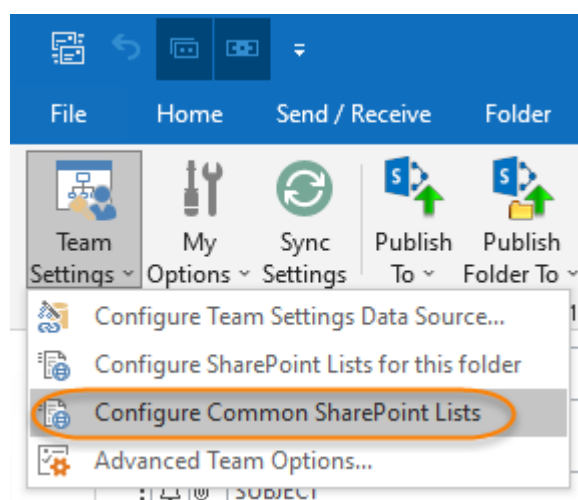 File Home Send / Receive Folder
Team Settings My Options Sync Settings Publish To Publish Folder To
Configure Team Settings Data Source...
Configure SharePoint Lists for this folder
Configure Common SharePoint Lists
Advanced Team Options...
SUBJECT